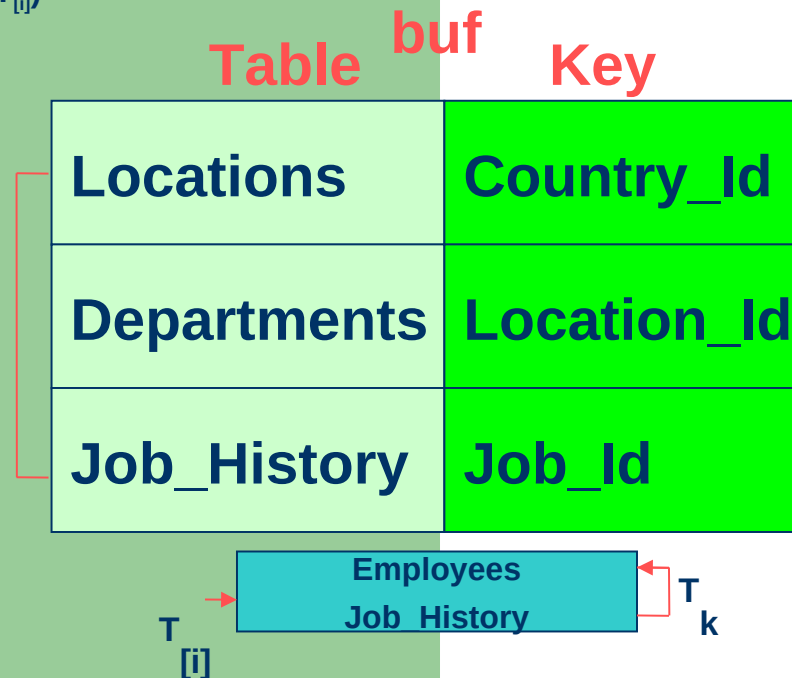 [i]
buf
Table Key
Locations Country_Id
Departments Location_Id
Job_History Job_Id
Employees
Job_History
T
k
T
[i]